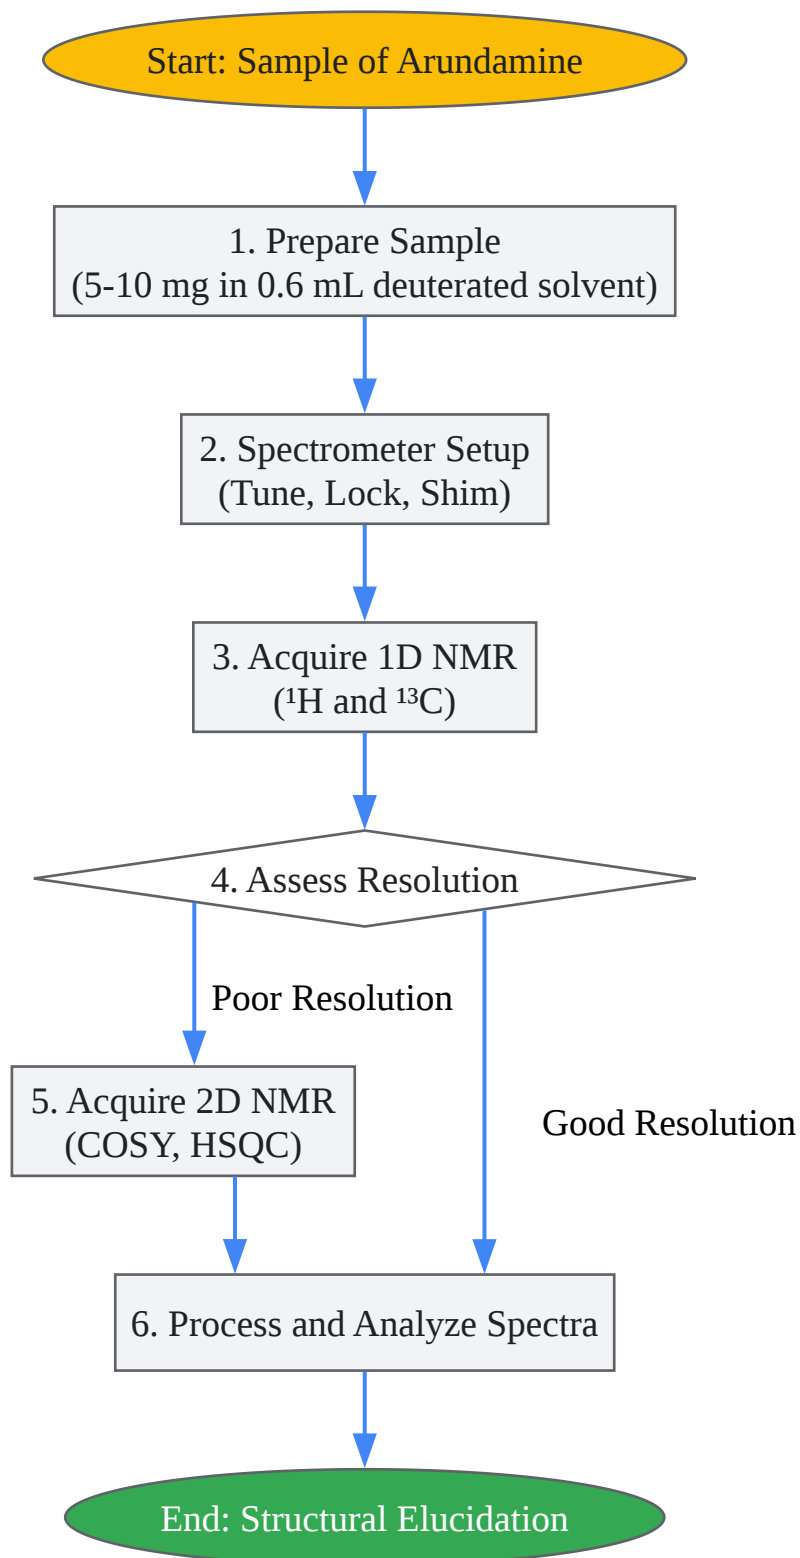 Start: Sample of Arundamine
1. Prepare Sample
(5-10 mg in 0.6 mL deuterated solvent)
2. Spectrometer Setup
(Tune, Lock, Shim)
3. Acquire 1D NMR
(¹H and ¹³C)
4. Assess Resolution
Poor Resolution
5. Acquire 2D NMR
(COSY, HSQC)
Good Resolution
6. Process and Analyze Spectra
End: Structural Elucidation